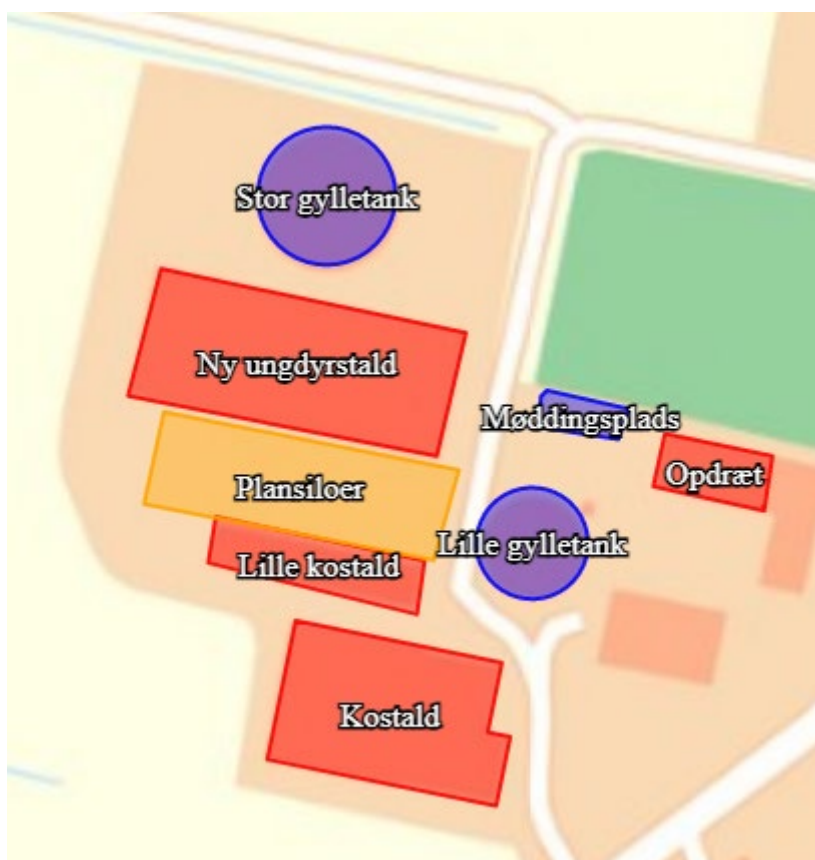 Stor gylletank
Ny ungdyrstald
Møddingsplads
Opdræt
Plansiloer
Lille gylletank
Lille kostald
Kostald